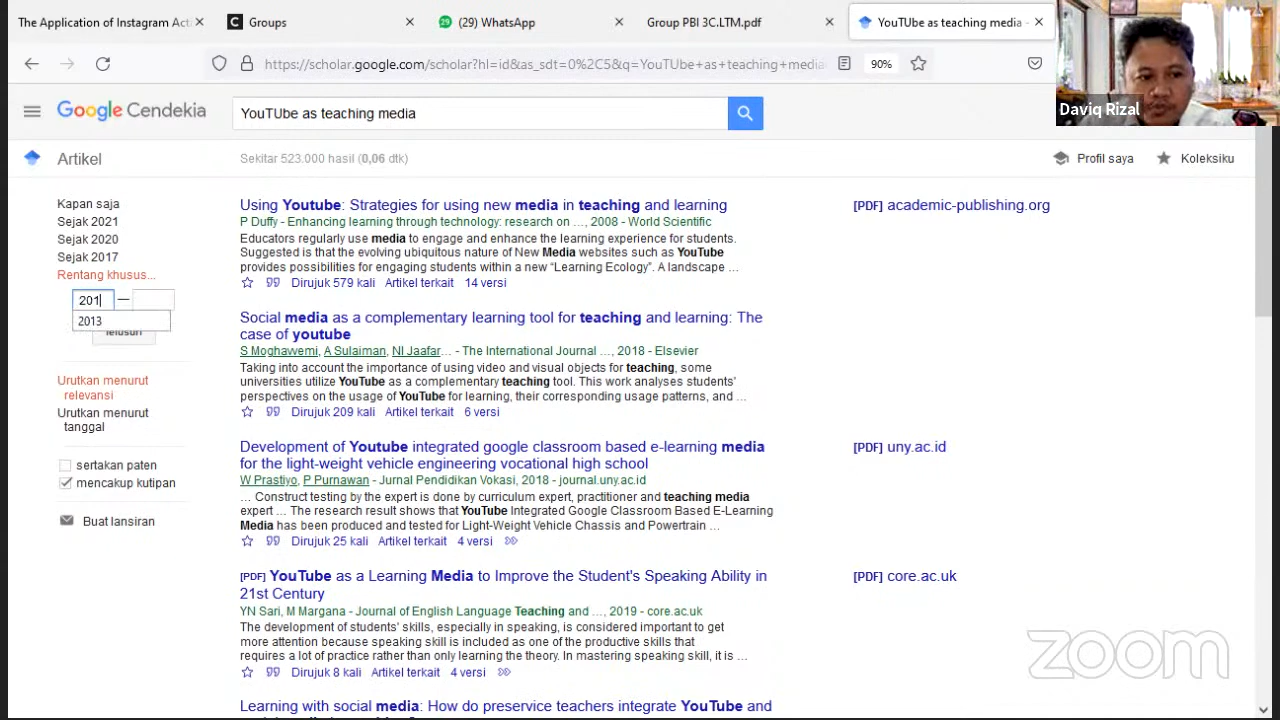 The Application of Instagram Acti
Groups
(29) WhatsApp
Group PBI 3C.LTM.pdf
YouTUbe as teaching media -
https://scholar.google.com/scholar?hl=id&as_sdt=0%2C5&q=YouTUbe+as+teaching+media
90%
Daviq Rizal
Google Cendekia
YouTUbe as teaching media
Artikel
Sekitar 523.000 hasil (0,06 dtk)
Profil saya
Koleksiku
Kapan saja
Sejak 2021
Sejak 2020
Sejak 2017
Rentang khusus...
201 —
2013
Telusuri
Urutkan menurut
relevansi
Urutkan menurut
tanggal
sertakan paten
mencakup kutipan
Buat lansiran
Using Youtube: Strategies for using new media in teaching and learning
P Duffy - Enhancing learning through technology: research on …, 2008 - World Scientific
Educators regularly use media to engage and enhance the learning experience for students.
Suggested is that the evolving ubiquitous nature of New Media websites such as YouTube
provides possibilities for engaging students within a new “Learning Ecology”. A landscape …
Dirujuk 579 kali Artikel terkait 14 versi
[PDF] academic-publishing.org
Social media as a complementary learning tool for teaching and learning: The
case of youtube
S Moghavvemi, A Sulaiman, NI Jaafar… - The International Journal …, 2018 - Elsevier
Taking into account the importance of using video and visual objects for teaching, some
universities utilize YouTube as a complementary teaching tool. This work analyses students'
perspectives on the usage of YouTube for learning, their corresponding usage patterns, and …
Dirujuk 209 kali Artikel terkait 6 versi
Development of Youtube integrated google classroom based e-learning media
for the light-weight vehicle engineering vocational high school
W Prastiyo, P Purnawan - Jurnal Pendidikan Vokasi, 2018 - journal.uny.ac.id
… Construct testing by the expert is done by curriculum expert, practitioner and teaching media
expert … The research result shows that YouTube Integrated Google Classroom Based E-Learning
Media has been produced and tested for Light-Weight Vehicle Chassis and Powertrain …
Dirujuk 25 kali Artikel terkait 4 versi
[PDF] uny.ac.id
[PDF] YouTube as a Learning Media to Improve the Student's Speaking Ability in
21st Century
YN Sari, M Margana - Journal of English Language Teaching and …, 2019 - core.ac.uk
The development of students' skills, especially in speaking, is considered important to get
more attention because speaking skill is included as one of the productive skills that
requires a lot of practice rather than only learning the theory. In mastering speaking skill, it is …
Dirujuk 8 kali Artikel terkait 4 versi
[PDF] core.ac.uk
Learning with social media: How do preservice teachers integrate YouTube and
zoom